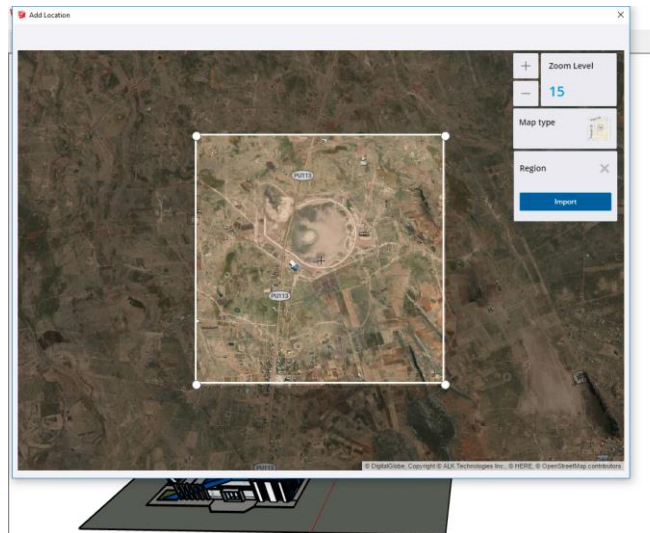 Add Location
Zoom Level
15
Map type
Region
Import
PU113
PU113
PU113
© DigitalGlobe, Copyright © ALK Technologies Inc., © HERE, © OpenStreetMap contributors